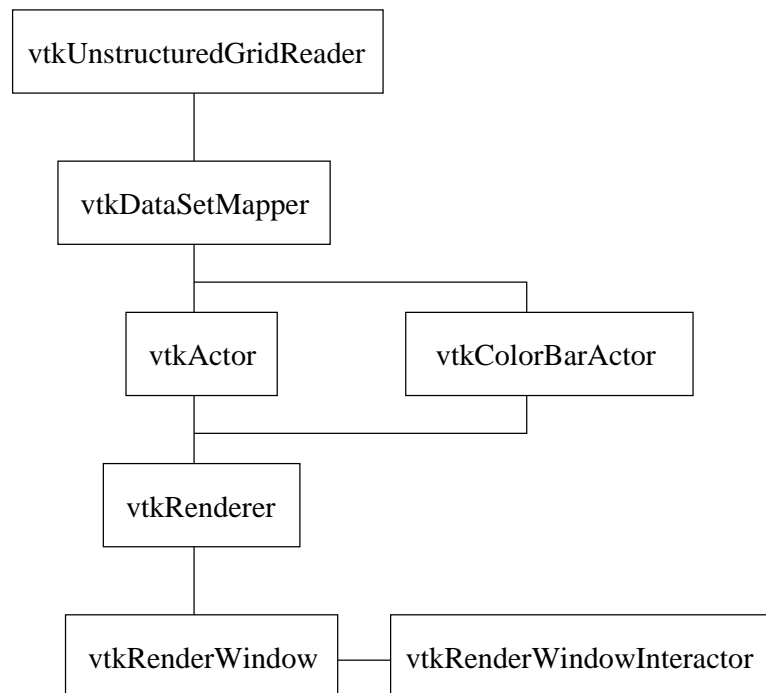 vtkUnstructuredGridReader
vtkDataSetMapper
vtkActor
vtkColorBarActor
vtkRenderer
vtkRenderWindow
vtkRenderWindowInteractor